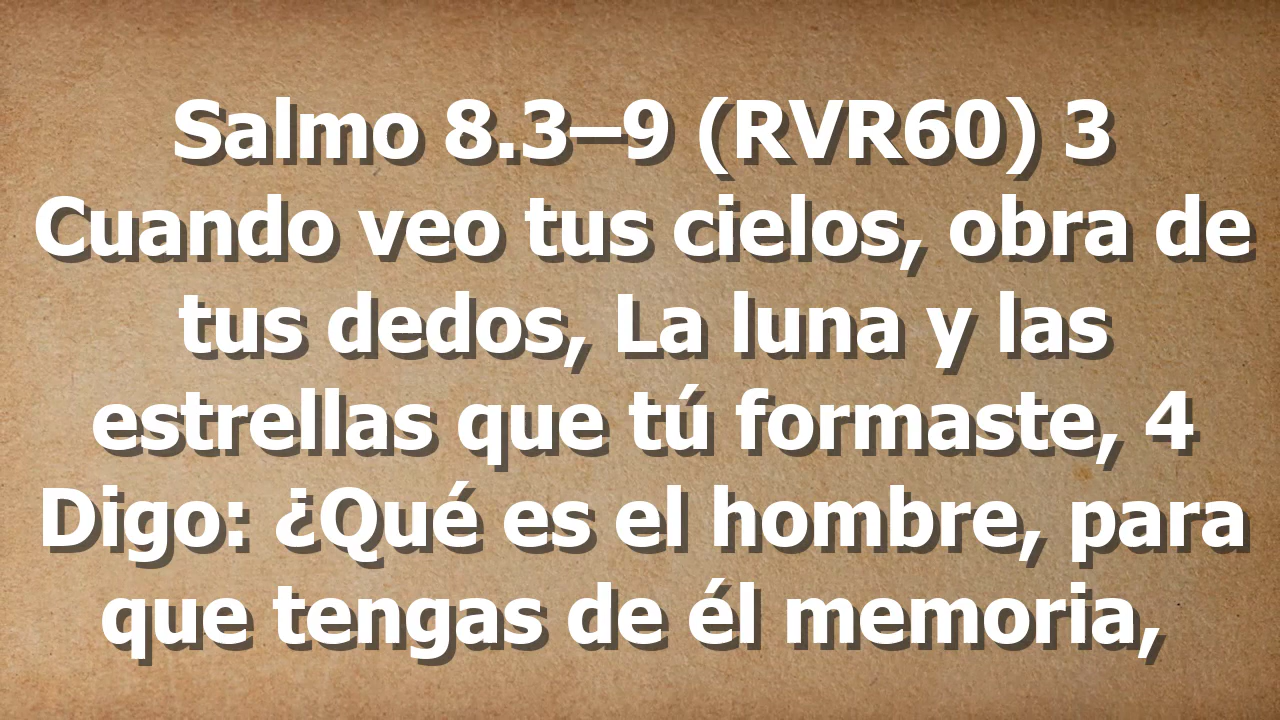 Salmo 8.3–9 (RVR60) 3
Cuando veo tus cielos, obra de
tus dedos, La luna y las
estrellas que tú formaste, 4
Digo: ¿Qué es el hombre, para
que tengas de él memoria,